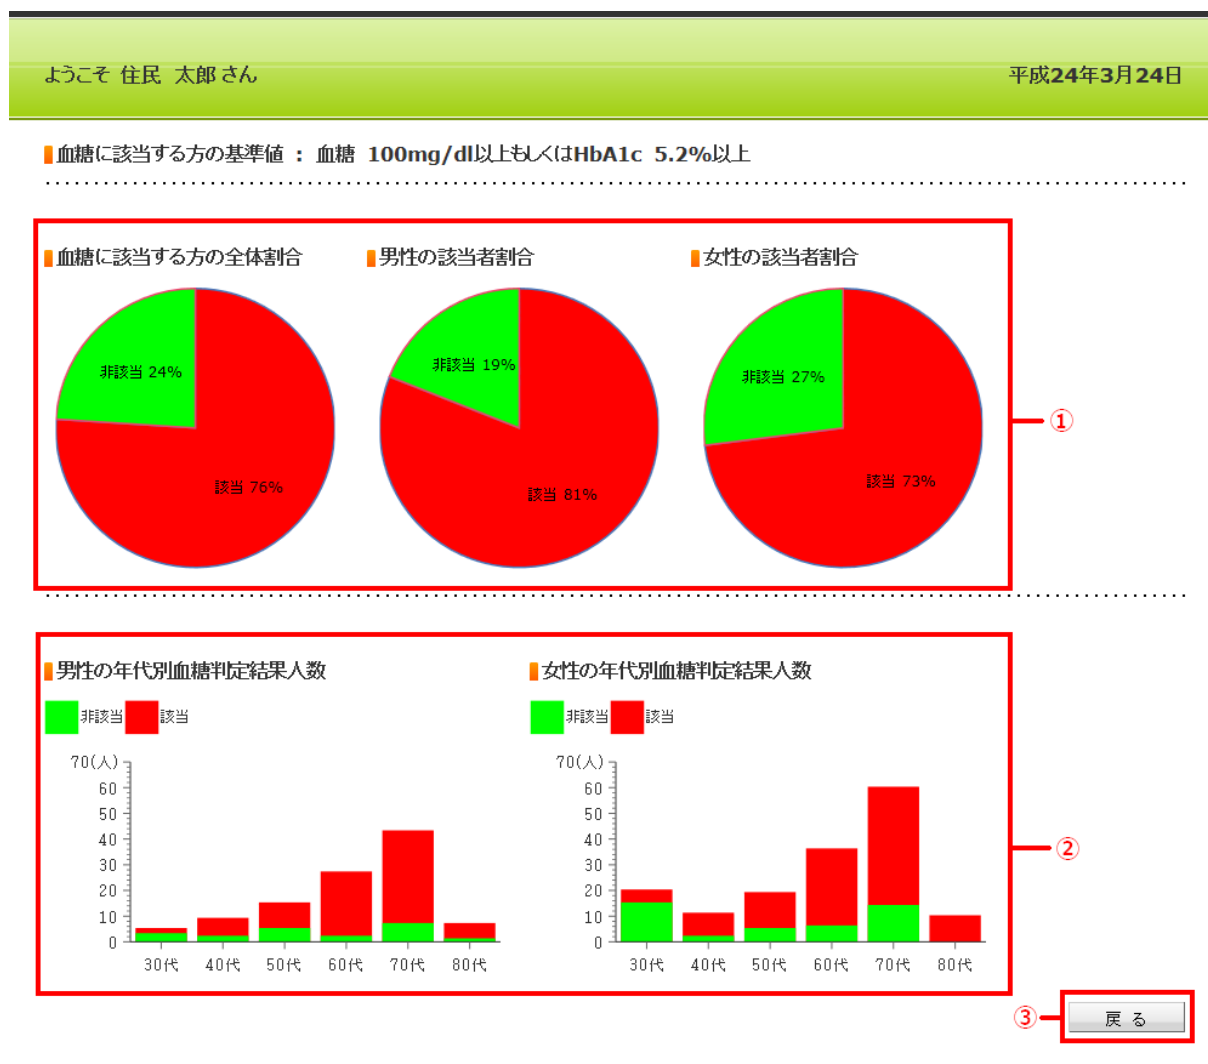 ようこそ 住民 太郎 さん
平成24年3月24日
血糖に該当する方の基準値 : 血糖 100mg/dl以上もしくはHbA1c 5.2%以上
血糖に該当する方の全体割合
男性の該当者割合
女性の該当者割合
非該当 24%
該当 76%
非該当 19%
該当 81%
非該当 27%
該当 73%
①
男性の年代別血糖判定結果人数
非該当 該当
70(人)
60
50
40
30
20
10
0
30代 40代 50代 60代 70代 80代
女性の年代別血糖判定結果人数
非該当 該当
70(人)
60
50
40
30
20
10
0
30代 40代 50代 60代 70代 80代
②
③
戻る